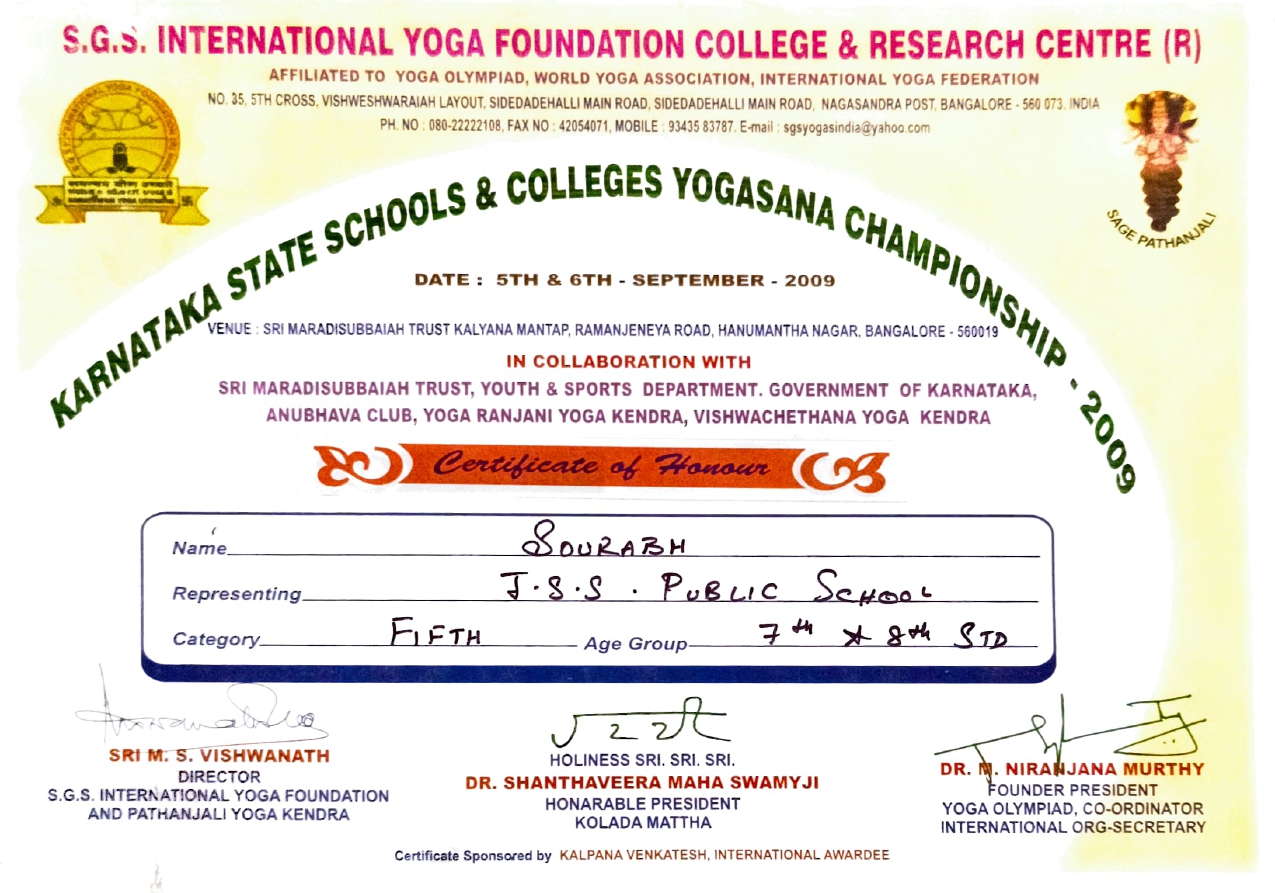 S.G.S. INTERNATIONAL YOGA FOUNDATION COLLEGE & RESEARCH CENTRE (R)
AFFILIATED TO YOGA OLYMPIAD, WORLD YOGA ASSOCIATION, INTERNATIONAL YOGA FEDERATION
NO. 35, 5TH CROSS, VISHWESHWARAIAH LAYOUT, SIDEDADEHALLI MAIN ROAD, SIDEDADEHALLI MAIN ROAD, NAGASANDRA POST, BANGALORE - 560 073. INDIA
PH. NO : 080-22222108, FAX NO : 42054071, MOBILE : 93435 83787. E-mail : sgsyogasindia@yahoo.com
SAGE PATHANJALI
KARNATAKA STATE SCHOOLS & COLLEGES YOGASANA CHAMPIONSHIP - 2009
DATE : 5TH & 6TH - SEPTEMBER - 2009
VENUE : SRI MARADISUBBAIAH TRUST KALYANA MANTAP, RAMANJENEYA ROAD, HANUMANTHA NAGAR, BANGALORE - 560019
IN COLLABORATION WITH
SRI MARADISUBBAIAH TRUST, YOUTH & SPORTS DEPARTMENT. GOVERNMENT OF KARNATAKA,
ANUBHAVA CLUB, YOGA RANJANI YOGA KENDRA, VISHWACHETHANA YOGA KENDRA
Certificate of Honour
Name SOURABH
Representing J.S.S. PUBLIC SCHOOL
Category FIFTH Age Group 7th & 8th STD
SRI M. S. VISHWANATH
DIRECTOR
S.G.S. INTERNATIONAL YOGA FOUNDATION
AND PATHANJALI YOGA KENDRA
HOLINESS SRI. SRI. SRI.
DR. SHANTHAVEERA MAHA SWAMYJI
HONARABLE PRESIDENT
KOLADA MATTHA
DR. N. NIRANJANA MURTHY
FOUNDER PRESIDENT
YOGA OLYMPIAD, CO-ORDINATOR
INTERNATIONAL ORG-SECRETARY
Certificate Sponsored by KALPANA VENKATESH, INTERNATIONAL AWARDEE